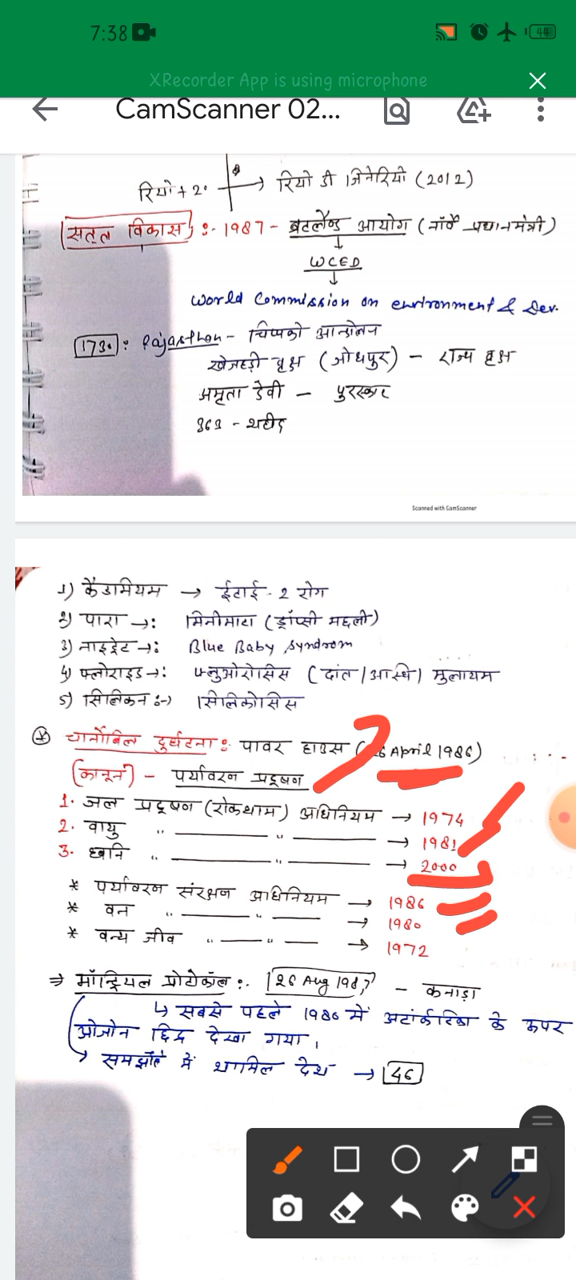 7:38
XRecorder App is using microphone
CamScanner 02...
रियो + 2० → रियो डी जिनेरियो (2012)
सतत् विकास :- 1987 - ब्रटलैण्ड आयोग (नॉर्वे प्रधानमंत्री)
WCED
World Commission on environment & Dev.
1730 : Rajasthan - चिपको आन्दोलन
खेजड़ी वृक्ष (जोधपुर) - राज्य वृक्ष
अमृता देवी - पुरस्कार
363 - शहीद
Scanned with CamScanner
1) कैडमियम → ईटाई - 2 रोग
2) पारा →: मिनीमाटा (ड्रॉप्सी मछली)
3) नाइट्रेट →: Blue Baby Syndrom
4) फ्लोराइड →: फ्लुओरोसिस (दांत/अस्थि) मुलायम
5) सिलिकन :→ सिलिकोसिस
चार्नोबिल दुर्घटना : पावर हाउस (26 April 1986)
(कानून) - पर्यावरण प्रदूषण
1. जल प्रदूषण (रोकथाम) अधिनियम → 1974
2. वायु " " → 1981
3. ध्वनि " " → 2000
* पर्यावरण संरक्षण अधिनियम → 1986
* वन " " → 1980
* वन्य जीव " " → 1972
⇒ मॉन्ट्रियल प्रोटोकॉल :- 26 Aug 1987 - कनाडा
↳ सबसे पहले 1980 में अटांर्कटिका के ऊपर
ओजोन छिद्र देखा गया।
→ समझौते में शामिल देश → 46